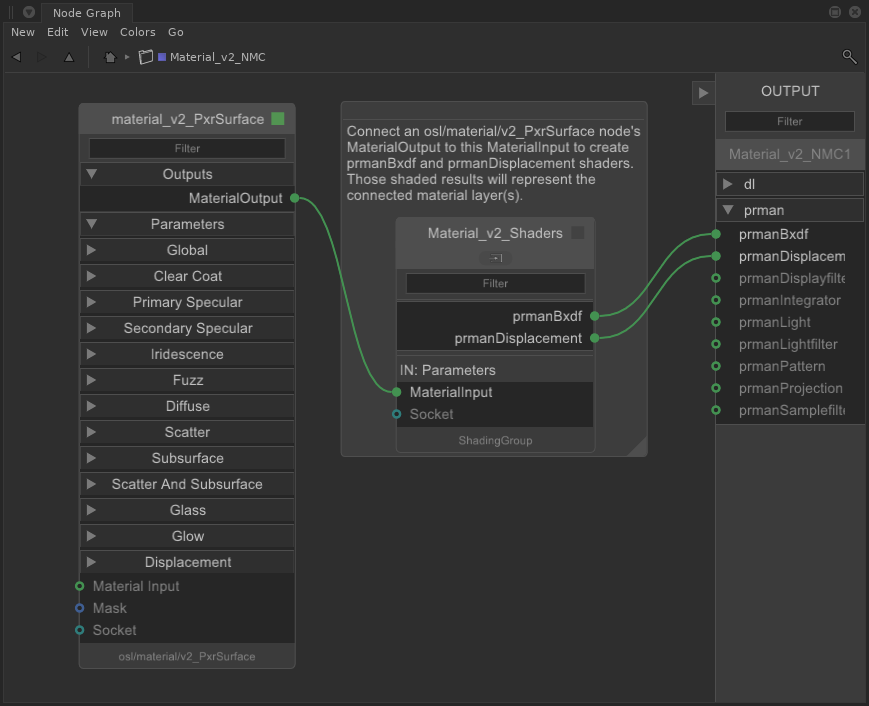 Node Graph
New Edit View Colors Go
Material_v2_NMC
material_v2_PxrSurface
Filter
Outputs
MaterialOutput
Parameters
Global
Clear Coat
Primary Specular
Secondary Specular
Iridescence
Fuzz
Diffuse
Scatter
Subsurface
Scatter And Subsurface
Glass
Glow
Displacement
Material Input
Mask
Socket
osl/material/v2_PxrSurface
Connect an osl/material/v2_PxrSurface node's
MaterialOutput to this MaterialInput to create
prmanBxdf and prmanDisplacement shaders.
Those shaded results will represent the
connected material layer(s).
Material_v2_Shaders
Filter
prmanBxdf
prmanDisplacement
IN: Parameters
MaterialInput
Socket
ShadingGroup
OUTPUT
Filter
Material_v2_NMC1
dl
prman
prmanBxdf
prmanDisplacem
prmanDisplayfilte
prmanIntegrator
prmanLight
prmanLightfilter
prmanPattern
prmanProjection
prmanSamplefilte